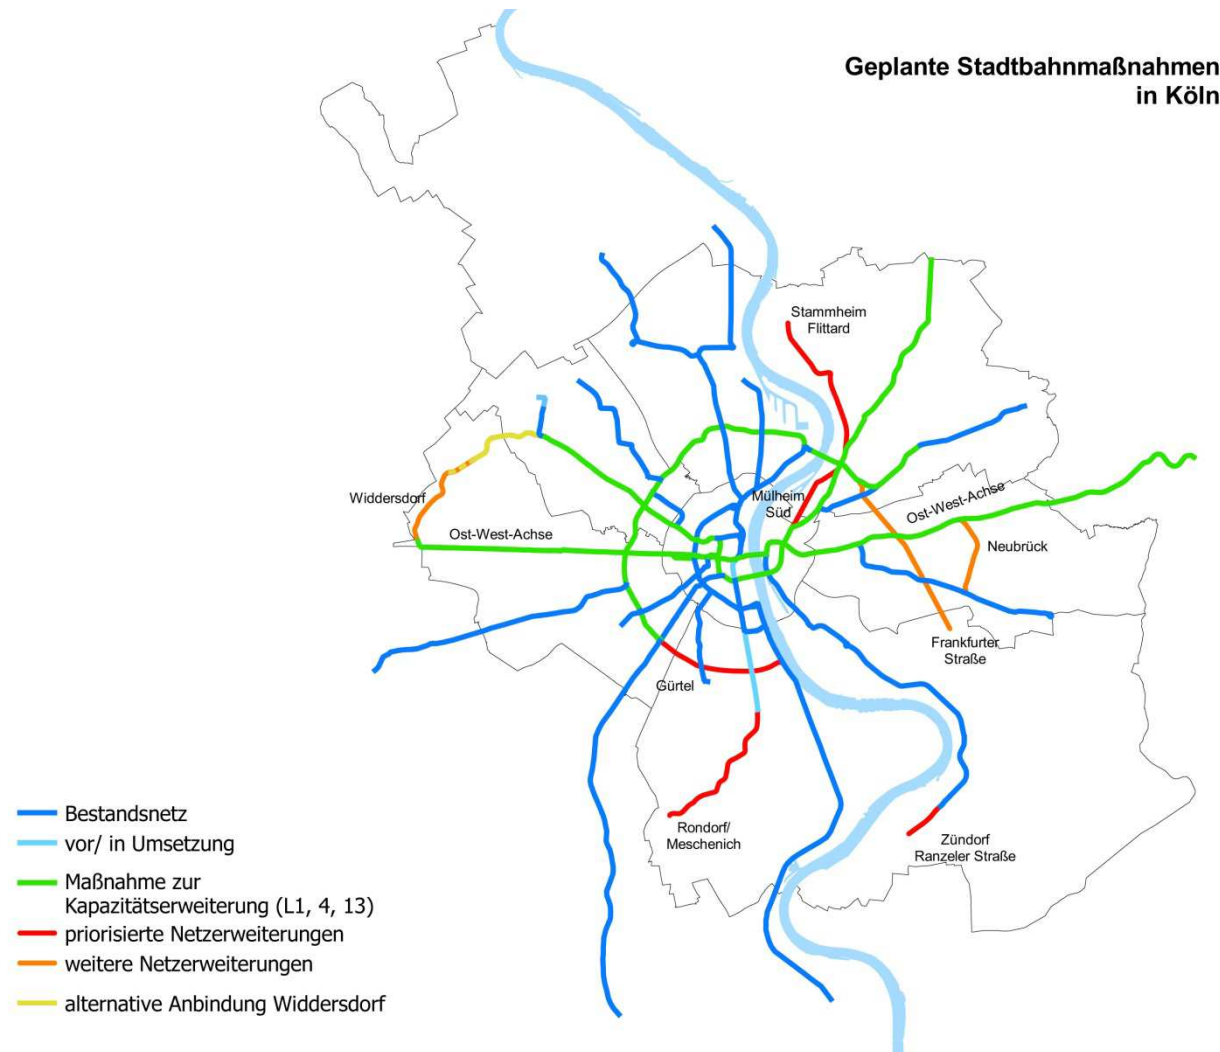 Geplante Stadtbahnmaßnahmen
in Köln
Stammheim
Flittard
Widdersdorf
Mülheim
Süd
Ost-West-Achse
Ost-West-Achse
Neubrück
Frankfurter
Straße
Gürtel
Rondorf/
Meschenich
Zündorf
Ranzeler Straße
Bestandsnetz
vor/ in Umsetzung
Maßnahme zur
Kapazitätserweiterung (L1, 4, 13)
priorisierte Netzerweiterungen
weitere Netzerweiterungen
alternative Anbindung Widdersdorf